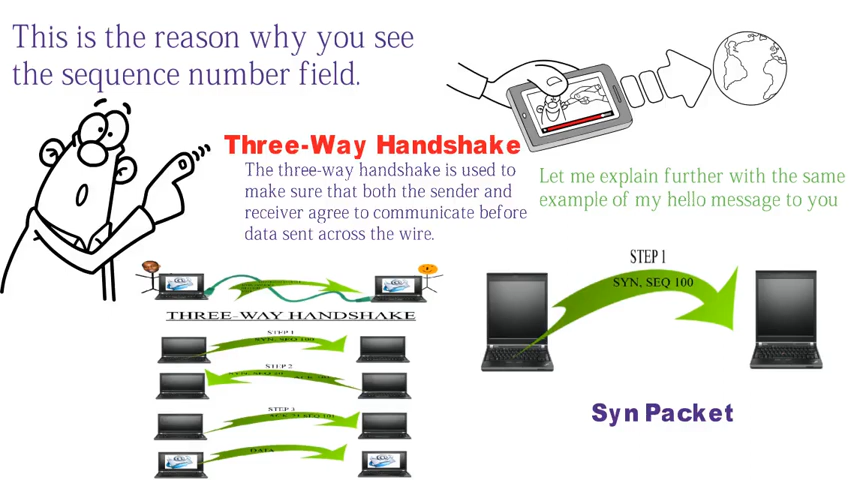 This is the reason why you see
the sequence number field.
Three-Way Handshake
The three-way handshake is used to
make sure that both the sender and
receiver agree to communicate before
data sent across the wire.
Let me explain further with the same
example of my hello message to you
THREE-WAY HANDSHAKE
STEP 1
SYN, SEQ 100
STEP 2
STEP 3
DATA
STEP 1
SYN, SEQ 100
Syn Packet